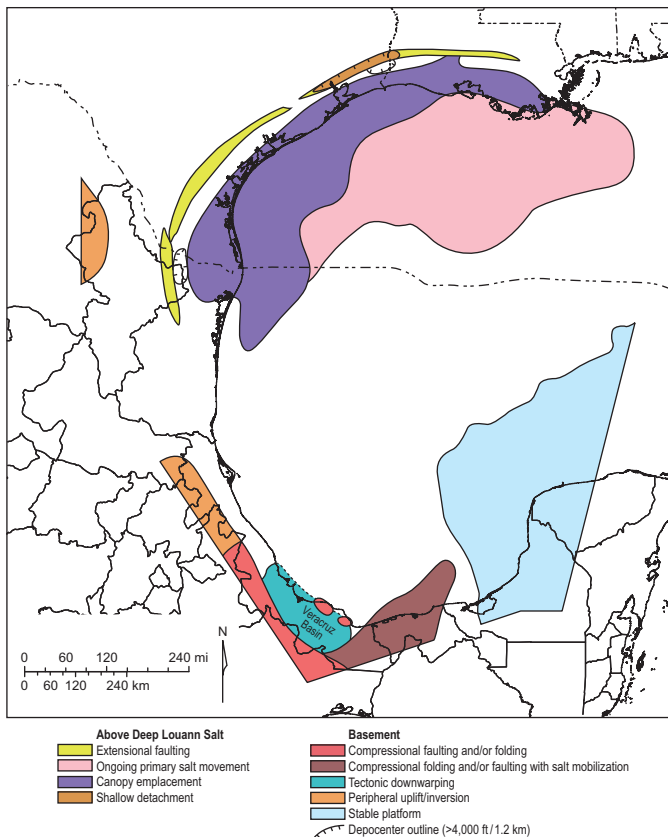 Veracruz
Basin
N
0 60 120 240 mi
0 60 120 240 km
Above Deep Louann Salt
Extensional faulting
Ongoing primary salt movement
Canopy emplacement
Shallow detachment
Basement
Compressional faulting and/or folding
Compressional folding and/or faulting with salt mobilization
Tectonic downwarping
Peripheral uplift/inversion
Stable platform
Depocenter outline (>4,000 ft / 1.2 km)